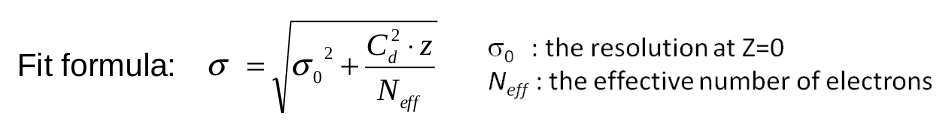 Fit formula: σ = √(σ₀² + (C_d² · z) / N_eff)
σ₀ : the resolution at Z=0
N_eff : the effective number of electrons